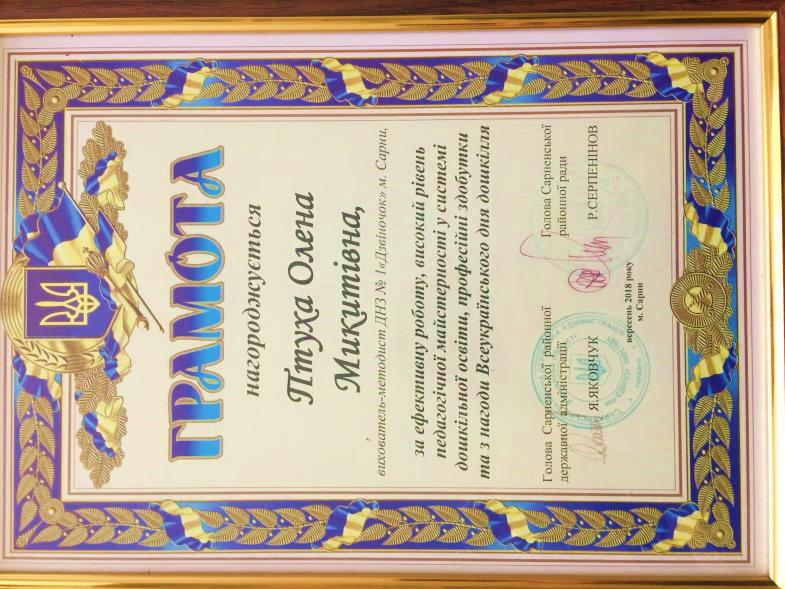 ГРАМОТА
нагороджується
Птуха Олена
Микитівна,
вихователь-методист ДНЗ № 1«Дзвіночок» м. Сарни,
за ефективну роботу, високий рівень
педагогічної майстерності у системі
дошкільної освіти, професійні здобутки
та з нагоди Всеукраїнського дня дошкілля
Голова Сарненської районної
державної адміністрації
Я.ЯКОВЧУК
Голова Сарненської
районної ради
Р.СЕРПЕНІНОВ
вересень 2018 року
м. Сарни